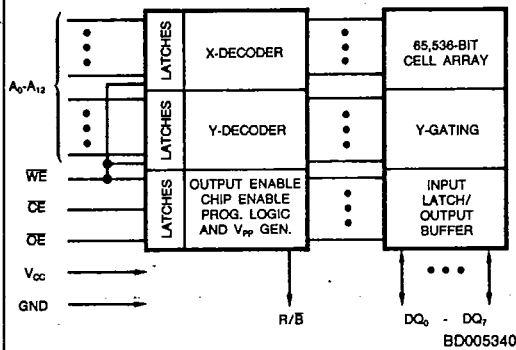 LATCHES
X-DECODER
65,536-BIT
CELL ARRAY
A0-A12
LATCHES
Y-DECODER
Y-GATING
WE
CE
OE
LATCHES
OUTPUT ENABLE
CHIP ENABLE
PROG. LOGIC
AND VPP GEN.
INPUT
LATCH/
OUTPUT
BUFFER
VCC
GND
R/B
DQ0 - DQ7
BD005340